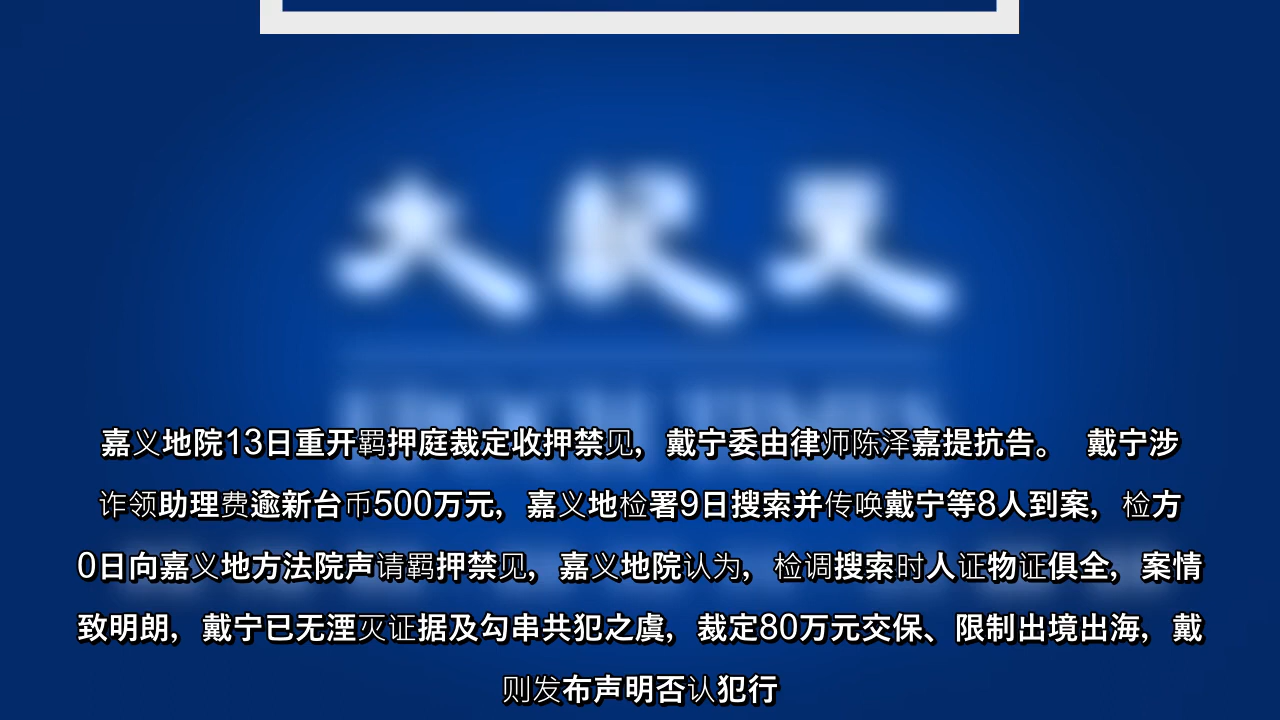 嘉义地院13日重开羁押庭裁定收押禁见，戴宁委由律师陈泽嘉提抗告。 戴宁涉
诈领助理费逾新台币500万元，嘉义地检署9日搜索并传唤戴宁等8人到案，检方
0日向嘉义地方法院声请羁押禁见，嘉义地院认为，检调搜索时人证物证俱全，案情
致明朗，戴宁已无湮灭证据及勾串共犯之虞，裁定80万元交保、限制出境出海，戴
则发布声明否认犯行